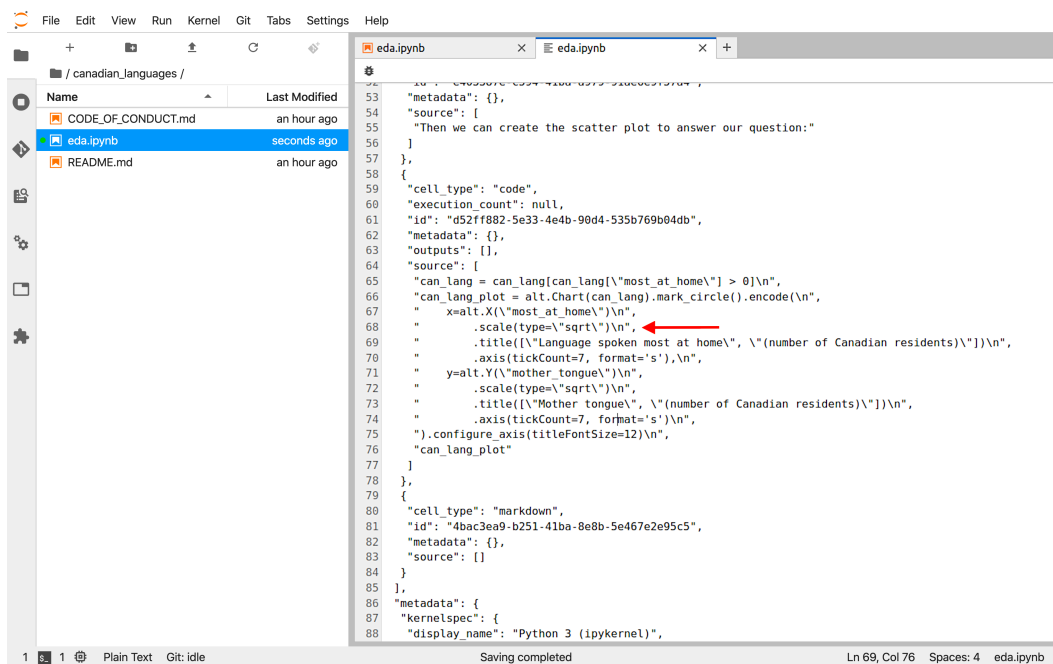 File Edit View Run Kernel Git Tabs Settings Help
/ canadian_languages /
Name Last Modified
CODE_OF_CONDUCT.md an hour ago
eda.ipynb seconds ago
README.md an hour ago
eda.ipynb eda.ipynb
53 "metadata": {},
54 "source": [
55 "Then we can create the scatter plot to answer our question:"
56 ]
57 },
58 {
59 "cell_type": "code",
60 "execution_count": null,
61 "id": "d52ff882-5e33-4e4b-90d4-535b769b04db",
62 "metadata": {},
63 "outputs": [],
64 "source": [
65 "can_lang = can_lang[can_lang[\"most_at_home\"] > 0]\n",
66 "can_lang_plot = alt.Chart(can_lang).mark_circle().encode(\n",
67 "    x=alt.X(\"most_at_home\")\n",
68 "        .scale(type=\"sqrt\")\n",
69 "        .title([\"Language spoken most at home\", \"(number of Canadian residents)\"])\n",
70 "        .axis(tickCount=7, format='s'),\n",
71 "    y=alt.Y(\"mother_tongue\")\n",
72 "        .scale(type=\"sqrt\")\n",
73 "        .title([\"Mother tongue\", \"(number of Canadian residents)\"])\n",
74 "        .axis(tickCount=7, format='s')\n",
75 ").configure_axis(titleFontSize=12)\n",
76 "can_lang_plot"
77 ]
78 },
79 {
80 "cell_type": "markdown",
81 "id": "4bac3ea9-b251-41ba-8e8b-5e467e2e95c5",
82 "metadata": {},
83 "source": []
84 }
85 ],
86 "metadata": {
87 "kernelspec": {
88 "display_name": "Python 3 (ipykernel)",
1 $_ 1 Plain Text Git: idle Saving completed Ln 69, Col 76 Spaces: 4 eda.ipynb